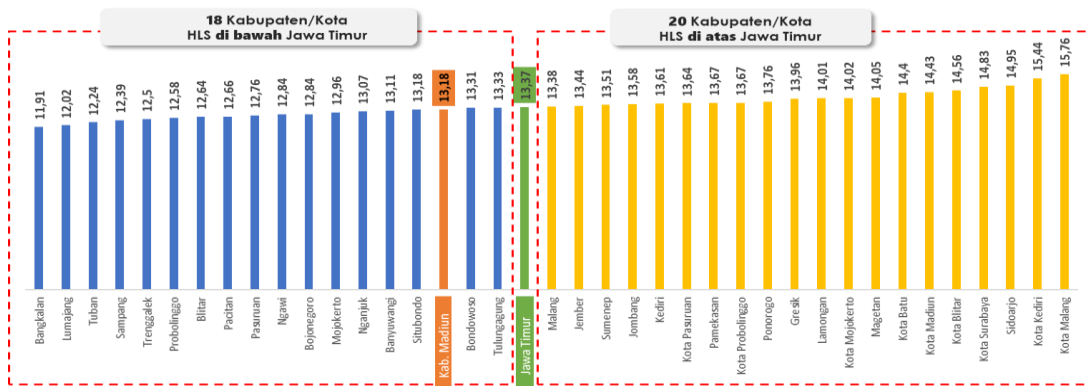 18 Kabupaten/Kota
HLS di bawah Jawa Timur
20 Kabupaten/Kota
HLS di atas Jawa Timur
11,91
12,02
12,24
12,39
12,5
12,58
12,64
12,66
12,76
12,84
12,84
12,96
13,07
13,11
13,18
13,18
13,31
13,33
13,37
13,38
13,44
13,51
13,58
13,61
13,64
13,67
13,67
13,76
13,96
14,01
14,02
14,05
14,4
14,43
14,56
14,83
14,95
15,44
15,76
Bangkalan
Lumajang
Tuban
Sampang
Trenggalek
Probolinggo
Blitar
Pacitan
Pasuruan
Ngawi
Bojonegoro
Mojokerto
Nganjuk
Banyuwangi
Situbondo
Kab. Madiun
Bondowoso
Tulungagung
Jawa Timur
Malang
Jember
Sumenep
Jombang
Kediri
Kota Pasuruan
Pamekasan
Kota Probolinggo
Ponorogo
Gresik
Lamongan
Kota Mojokerto
Magetan
Kota Batu
Kota Madiun
Kota Blitar
Kota Surabaya
Sidoarjo
Kota Kediri
Kota Malang